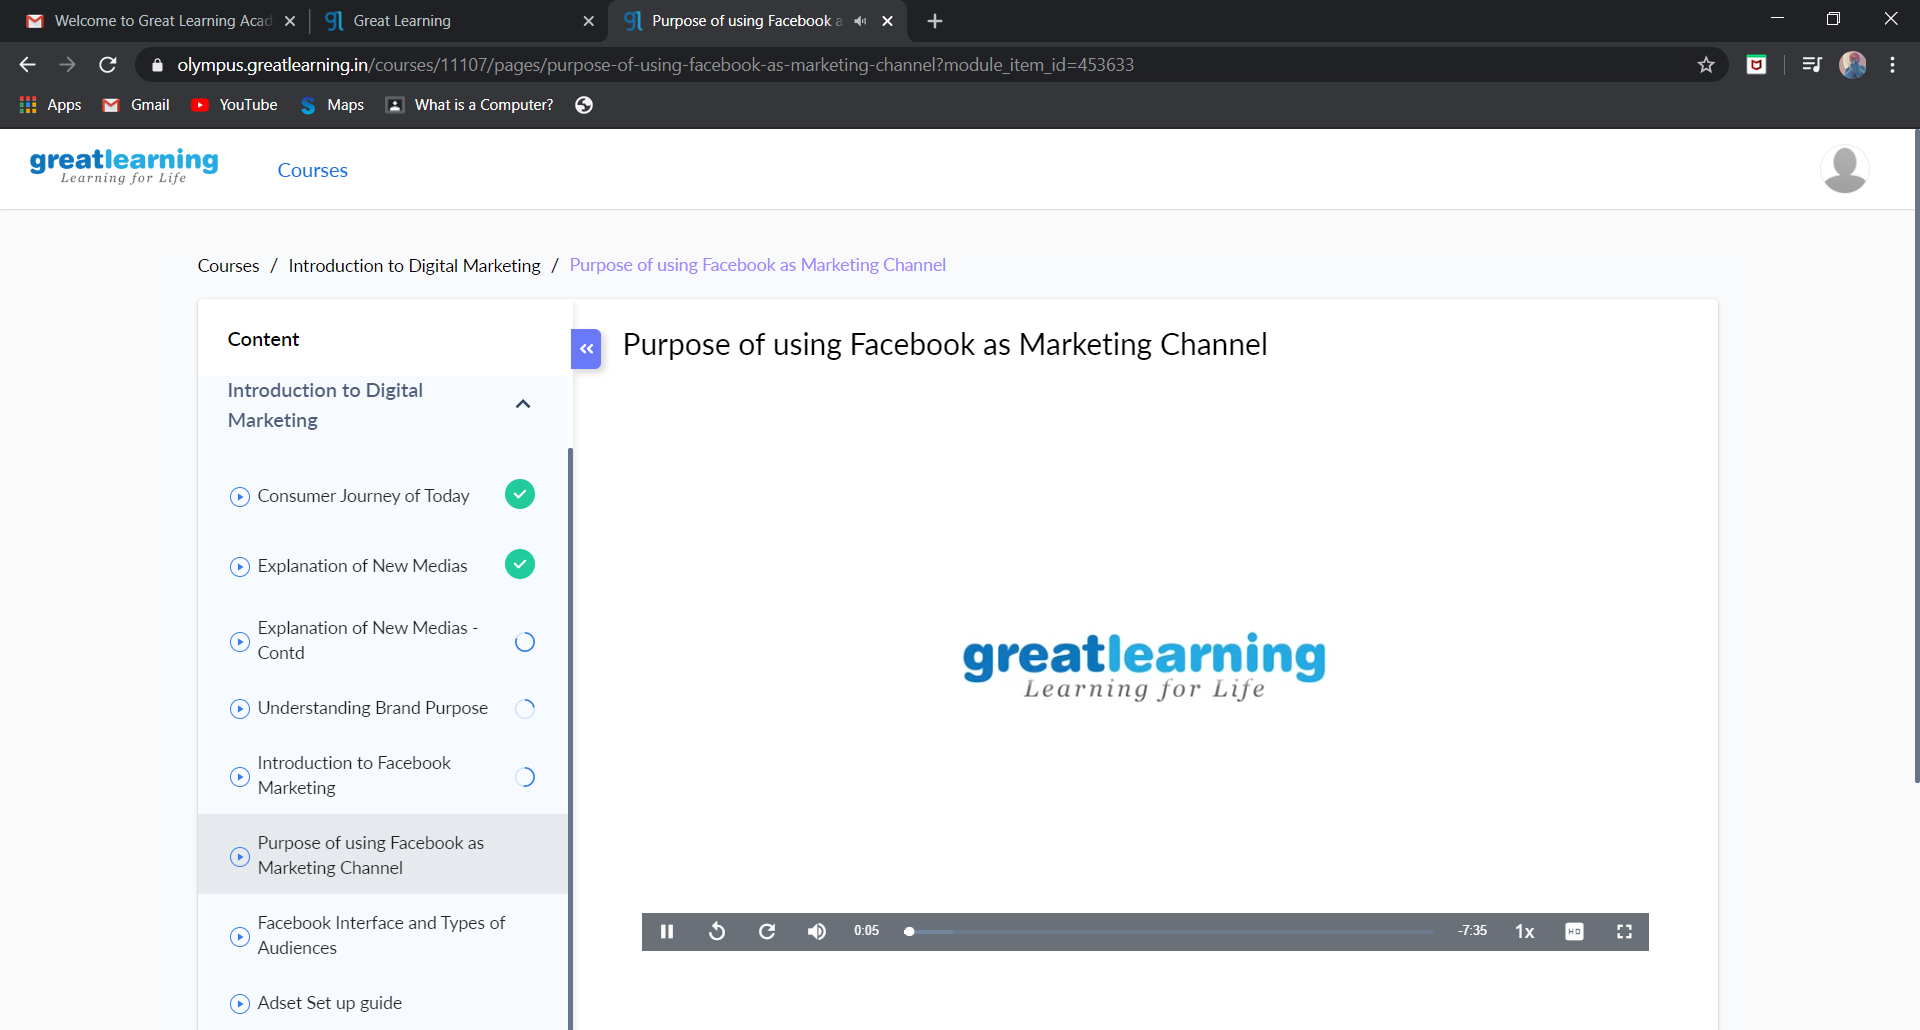 Welcome to Great Learning Acad
Great Learning
Purpose of using Facebook a
olympus.greatlearning.in/courses/11107/pages/purpose-of-using-facebook-as-marketing-channel?module_item_id=453633
Apps
Gmail
YouTube
Maps
What is a Computer?
greatlearning
Learning for Life
Courses
Courses / Introduction to Digital Marketing / Purpose of using Facebook as Marketing Channel
Content
Introduction to Digital
Marketing
Consumer Journey of Today
Explanation of New Medias
Explanation of New Medias -
Contd
Understanding Brand Purpose
Introduction to Facebook
Marketing
Purpose of using Facebook as
Marketing Channel
Facebook Interface and Types of
Audiences
Adset Set up guide
Purpose of using Facebook as Marketing Channel
greatlearning
Learning for Life
0:05
-7:35
1x
HD